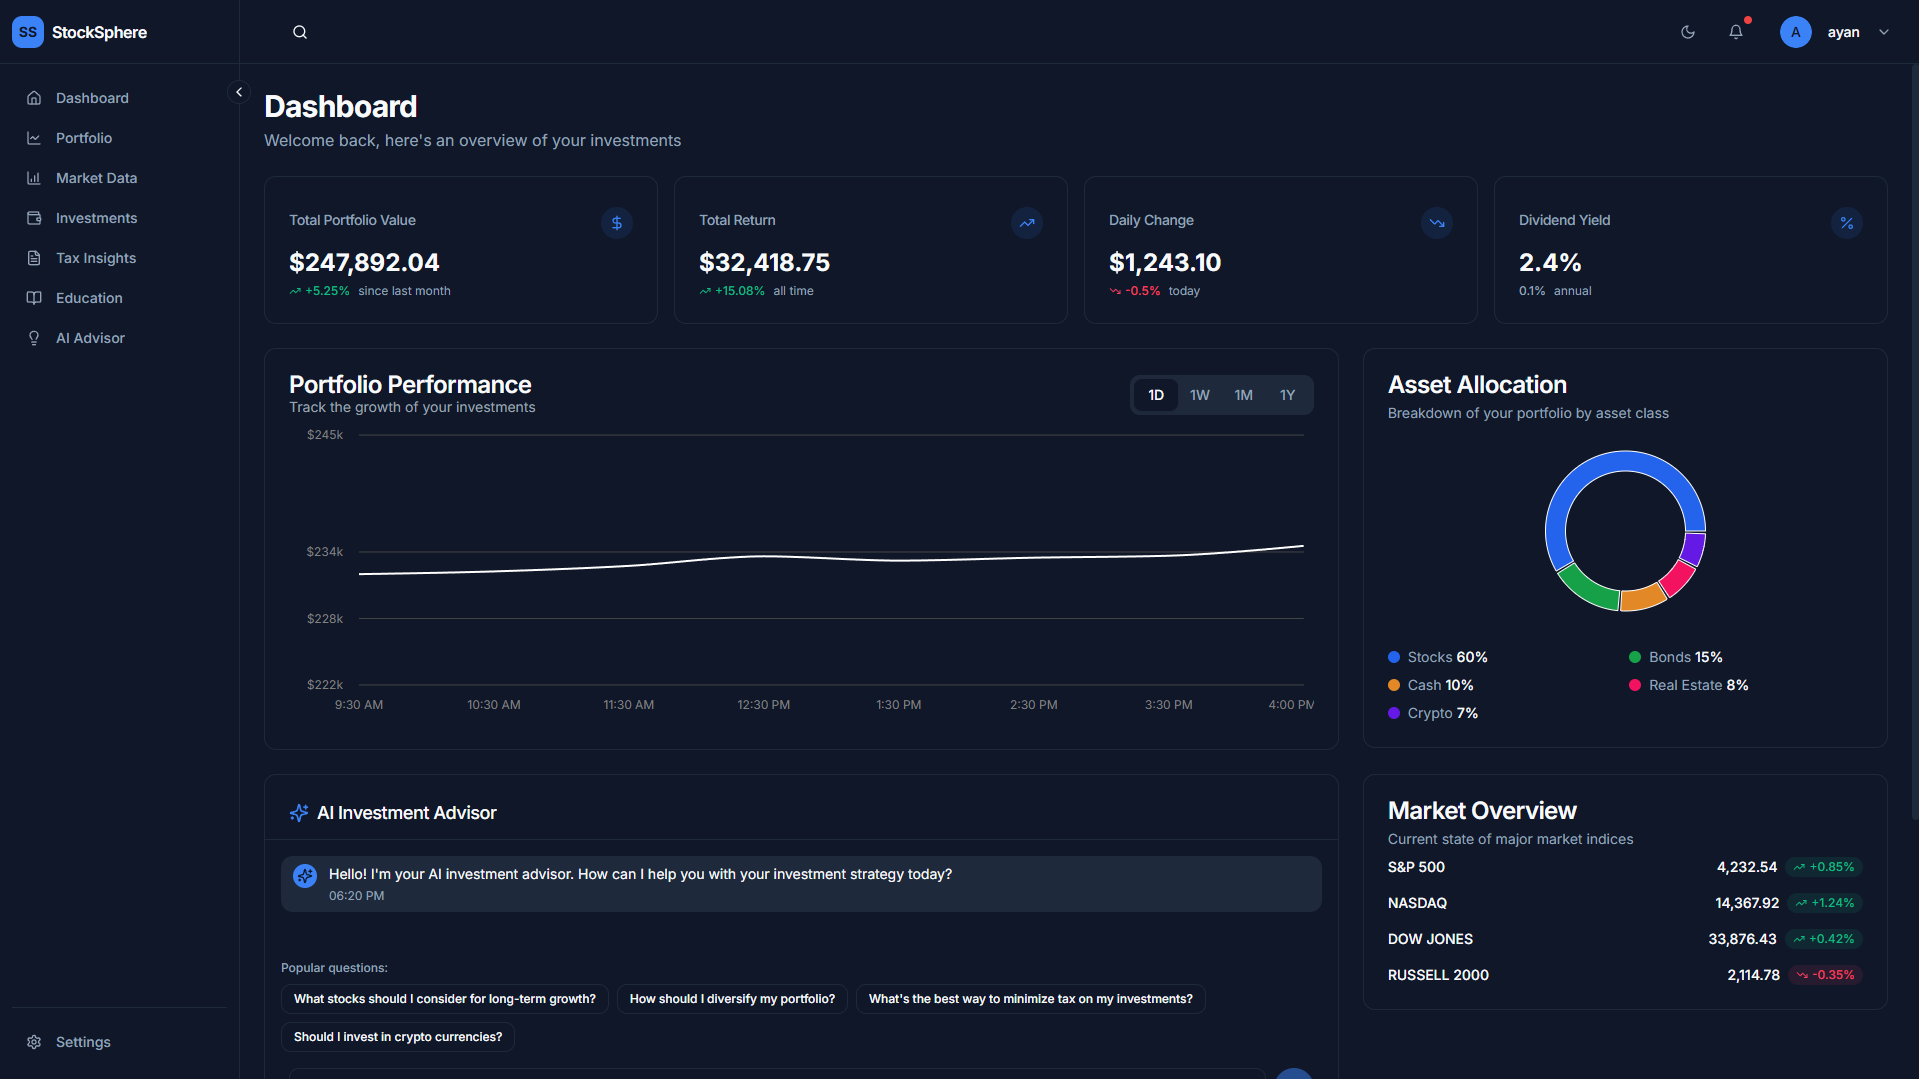 SS StockSphere
A ayan
Dashboard
Portfolio
Market Data
Investments
Tax Insights
Education
AI Advisor
Settings
Dashboard
Welcome back, here's an overview of your investments
Total Portfolio Value
$247,892.04
+5.25% since last month
Total Return
$32,418.75
+15.08% all time
Daily Change
$1,243.10
-0.5% today
Dividend Yield
2.4%
0.1% annual
Portfolio Performance
Track the growth of your investments
1D 1W 1M 1Y
$245k
$234k
$228k
$222k
9:30 AM 10:30 AM 11:30 AM 12:30 PM 1:30 PM 2:30 PM 3:30 PM 4:00 PM
Asset Allocation
Breakdown of your portfolio by asset class
Stocks 60% Bonds 15%
Cash 10% Real Estate 8%
Crypto 7%
AI Investment Advisor
Hello! I'm your AI investment advisor. How can I help you with your investment strategy today?
06:20 PM
Popular questions:
What stocks should I consider for long-term growth? How should I diversify my portfolio? What's the best way to minimize tax on my investments?
Should I invest in crypto currencies?
Market Overview
Current state of major market indices
S&P 500 4,232.54 +0.85%
NASDAQ 14,367.92 +1.24%
DOW JONES 33,876.43 +0.42%
RUSSELL 2000 2,114.78 -0.35%